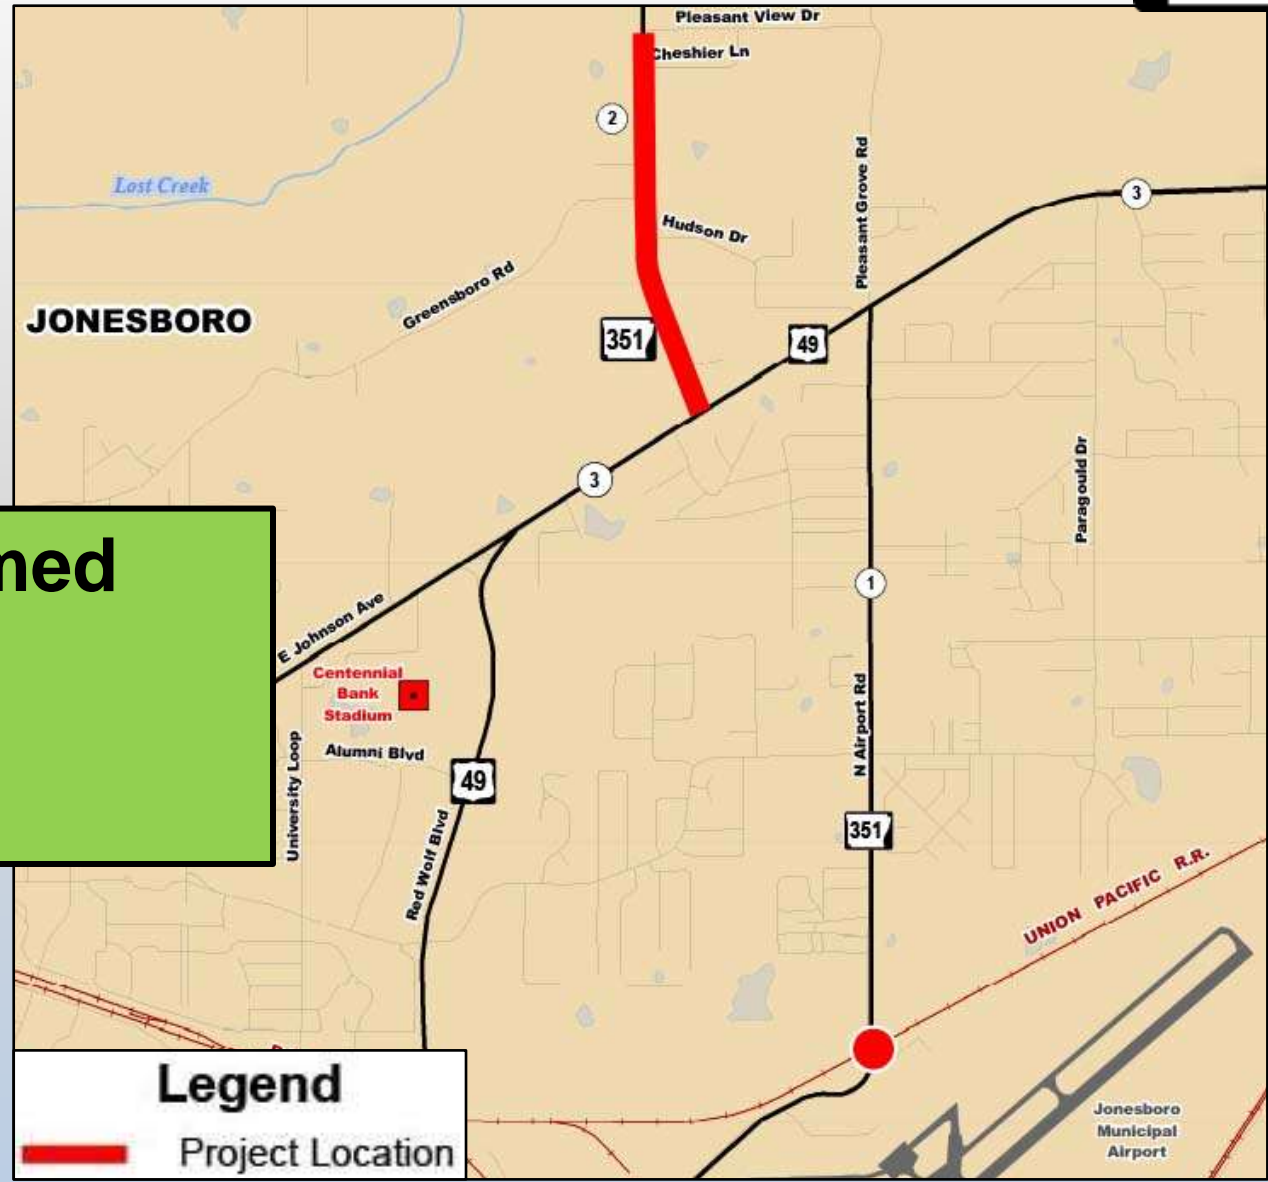 Pleasant View Dr
Cheshier Ln
2
Pleasant Grove Rd
3
Lost Creek
Hudson Dr
Greensboro Rd
JONESBORO
351
49
Paragould Dr
3
med
1
E Johnson Ave
Centennial
Bank
Stadium
N Airport Rd
Alumni Blvd
University Loop
49
351
Red Wolf Blvd
UNION PACIFIC R.R.
Legend
Project Location
Jonesboro
Municipal
Airport